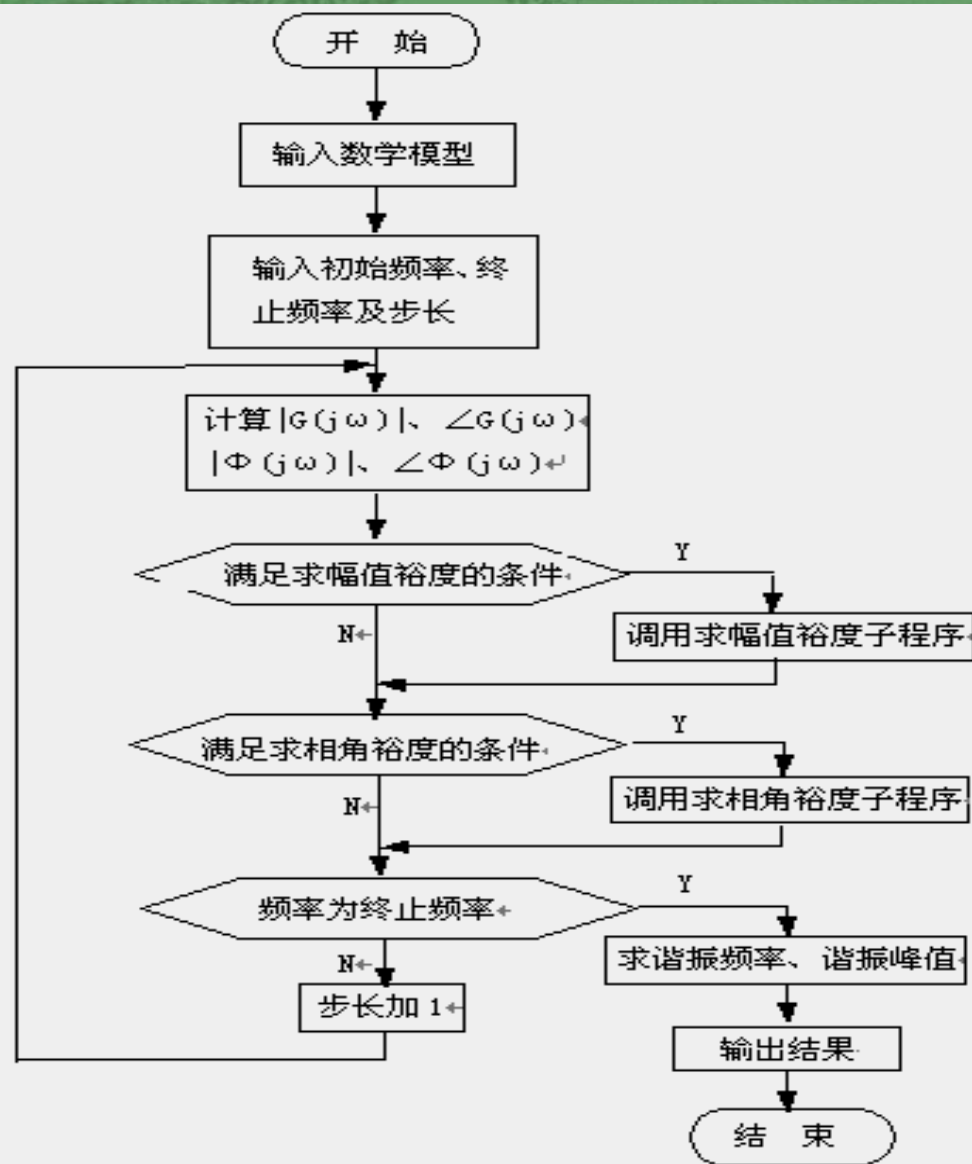 开 始
输入数学模型
输入初始频率、终
止频率及步长
计算|G(jω)|、∠G(jω)
|Φ(jω)|、∠Φ(jω)↵
满足求幅值裕度的条件
Y
N←
调用求幅值裕度子程序
满足求相角裕度的条件
Y
N←
调用求相角裕度子程序
频率为终止频率←
Y
N←
求谐振频率、谐振峰值
步长加 1←
输出结果
结 束